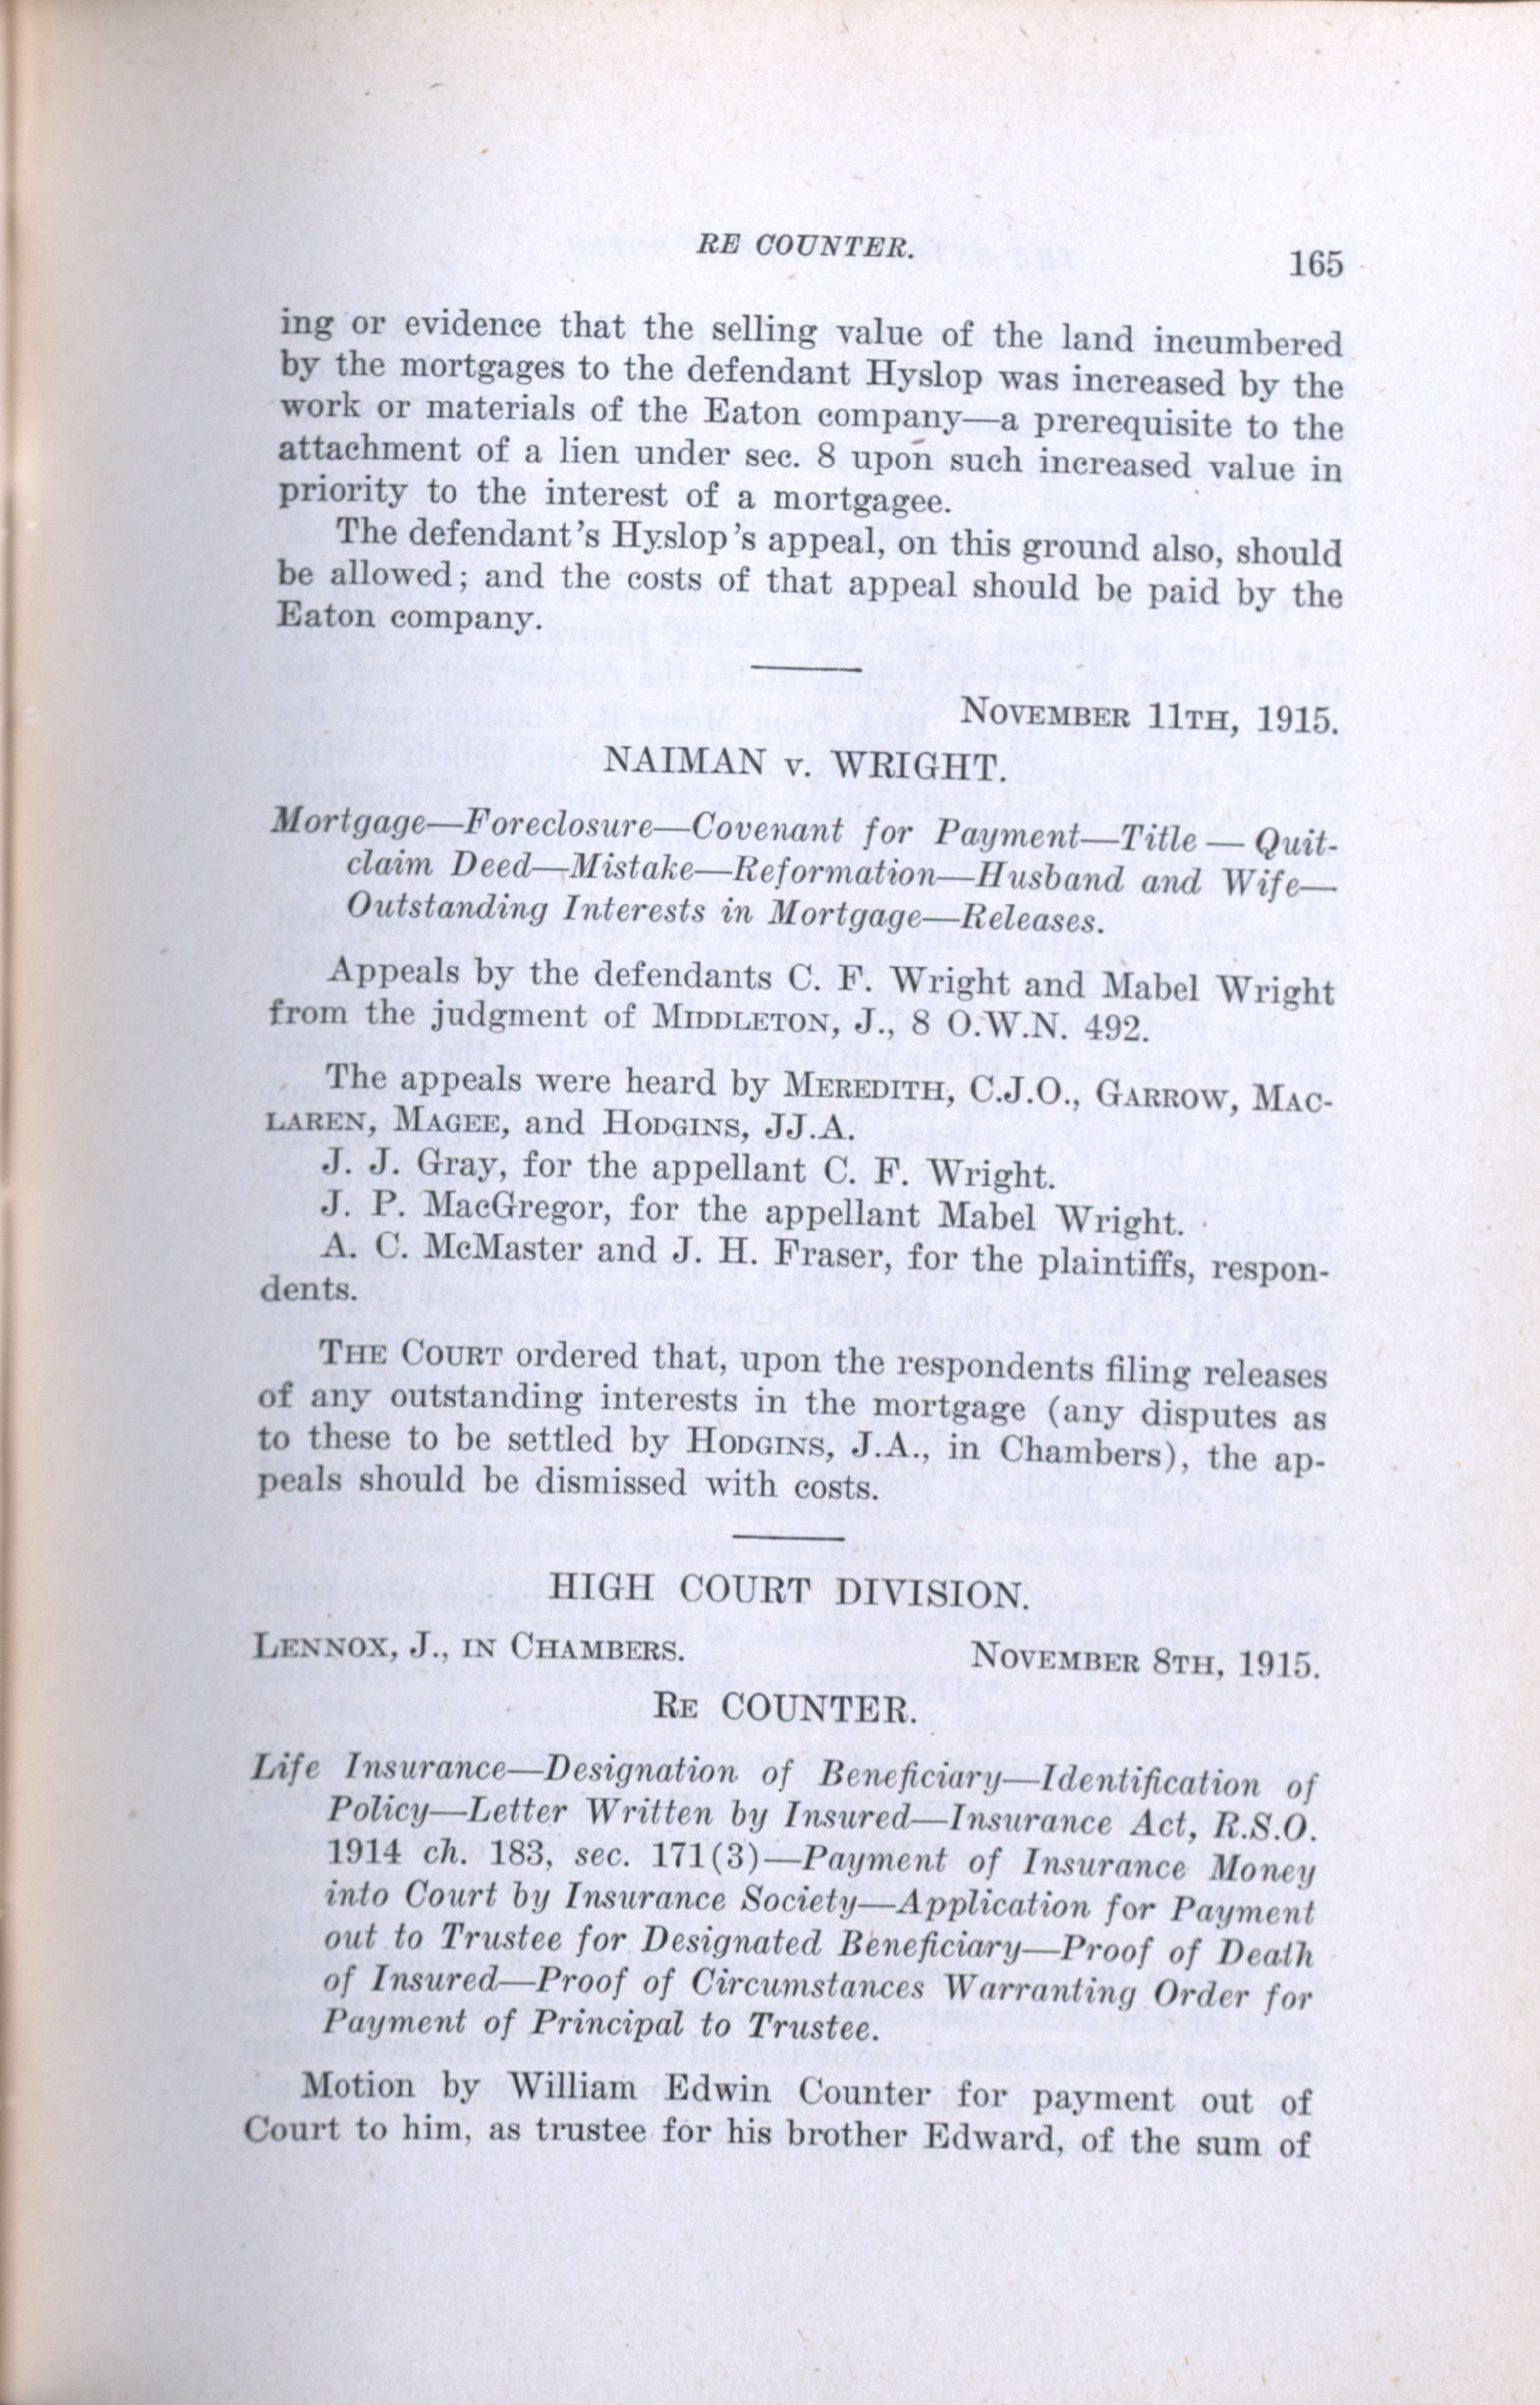 RE COUNTER.
165
ing or evidence that the selling value of the land incumbered
by the mortgages to the defendant Hyslop was increased by the
work or materials of the Eaton company—a prerequisite to the
attachment of a lien under sec. 8 upon such increased value in
priority to the interest of a mortgagee.
The defendant's Hyslop's appeal, on this ground also, should
be allowed; and the costs of that appeal should be paid by the
Eaton company.
NOVEMBER 11TH, 1915.
NAIMAN v. WRIGHT.
Mortgage—Foreclosure—Covenant for Payment—Title — Quit-
claim Deed—Mistake—Reformation—Husband and Wife—
Outstanding Interests in Mortgage—Releases.
Appeals by the defendants C. F. Wright and Mabel Wright
from the judgment of MIDDLETON, J., 8 O.W.N. 492.
The appeals were heard by MEREDITH, C.J.O., GARROW, MAC-
LAREN, MAGEE, and HODGINS, JJ.A.
J. J. Gray, for the appellant C. F. Wright.
J. P. MacGregor, for the appellant Mabel Wright.
A. C. McMaster and J. H. Fraser, for the plaintiffs, respon-
dents.
THE COURT ordered that, upon the respondents filing releases
of any outstanding interests in the mortgage (any disputes as
to these to be settled by HODGINS, J.A., in Chambers), the ap-
peals should be dismissed with costs.
HIGH COURT DIVISION.
LENNOX, J., IN CHAMBERS. NOVEMBER 8TH, 1915.
RE COUNTER.
Life Insurance—Designation of Beneficiary—Identification of
Policy—Letter Written by Insured—Insurance Act, R.S.O.
1914 ch. 183, sec. 171(3)—Payment of Insurance Money
into Court by Insurance Society—Application for Payment
out to Trustee for Designated Beneficiary—Proof of Death
of Insured—Proof of Circumstances Warranting Order for
Payment of Principal to Trustee.
Motion by William Edwin Counter for payment out of
Court to him, as trustee for his brother Edward, of the sum of